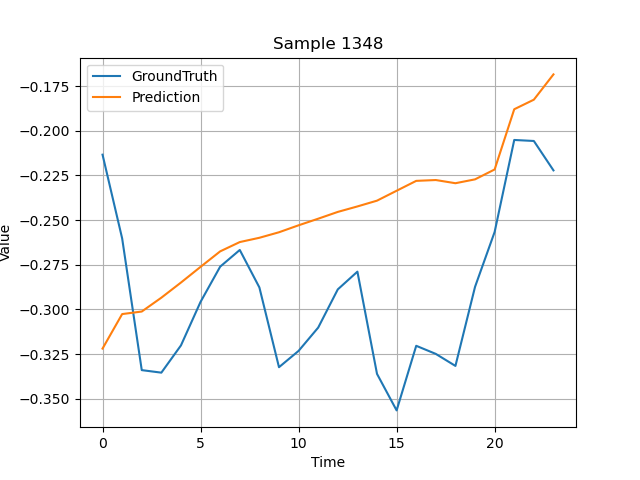 Sample 1348
GroundTruth
Prediction
−0.175
−0.200
−0.225
−0.250
−0.275
−0.300
−0.325
−0.350
Value
0 5 10 15 20
Time